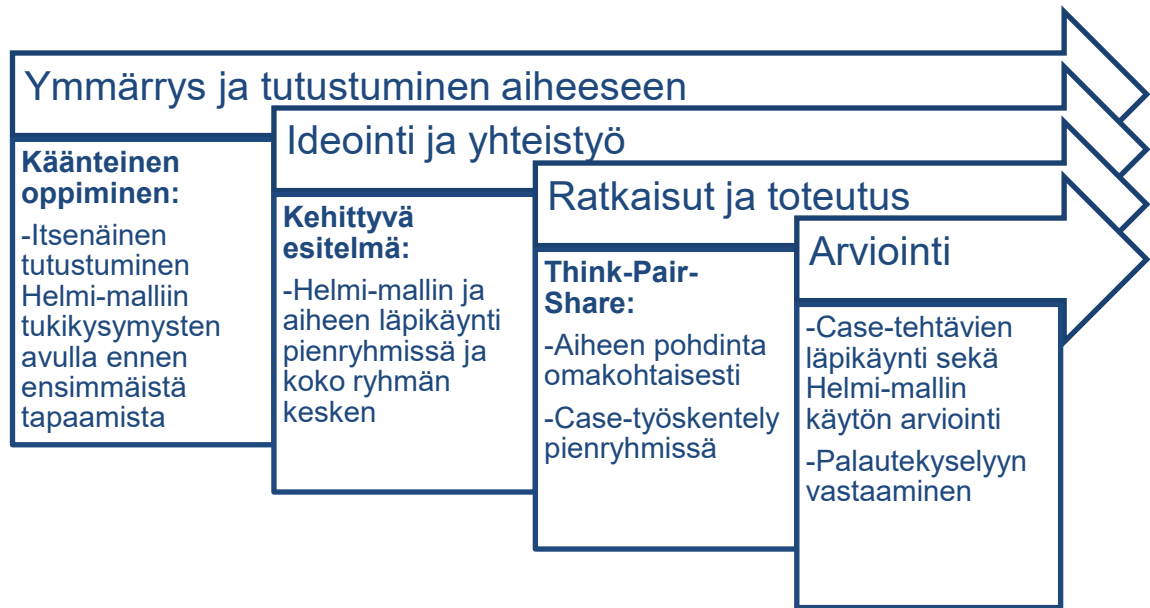 Ymmärrys ja tutustuminen aiheeseen
Käänteinen
oppiminen:
-Itsenäinen
tutustuminen
Helmi-malliin
tukikysymysten
avulla ennen
ensimmäistä
tapaamista
Ideointi ja yhteistyö
Kehittyvä
esitelmä:
-Helmi-mallin ja
aiheen läpikäynti
pienryhmissä ja
koko ryhmän
kesken
Ratkaisut ja toteutus
Think-Pair-
Share:
-Aiheen pohdinta
omakohtaisesti
-Case-työskentely
pienryhmissä
Arviointi
-Case-tehtävien
läpikäynti sekä
Helmi-mallin
käytön arviointi
-Palautekyselyyn
vastaaminen